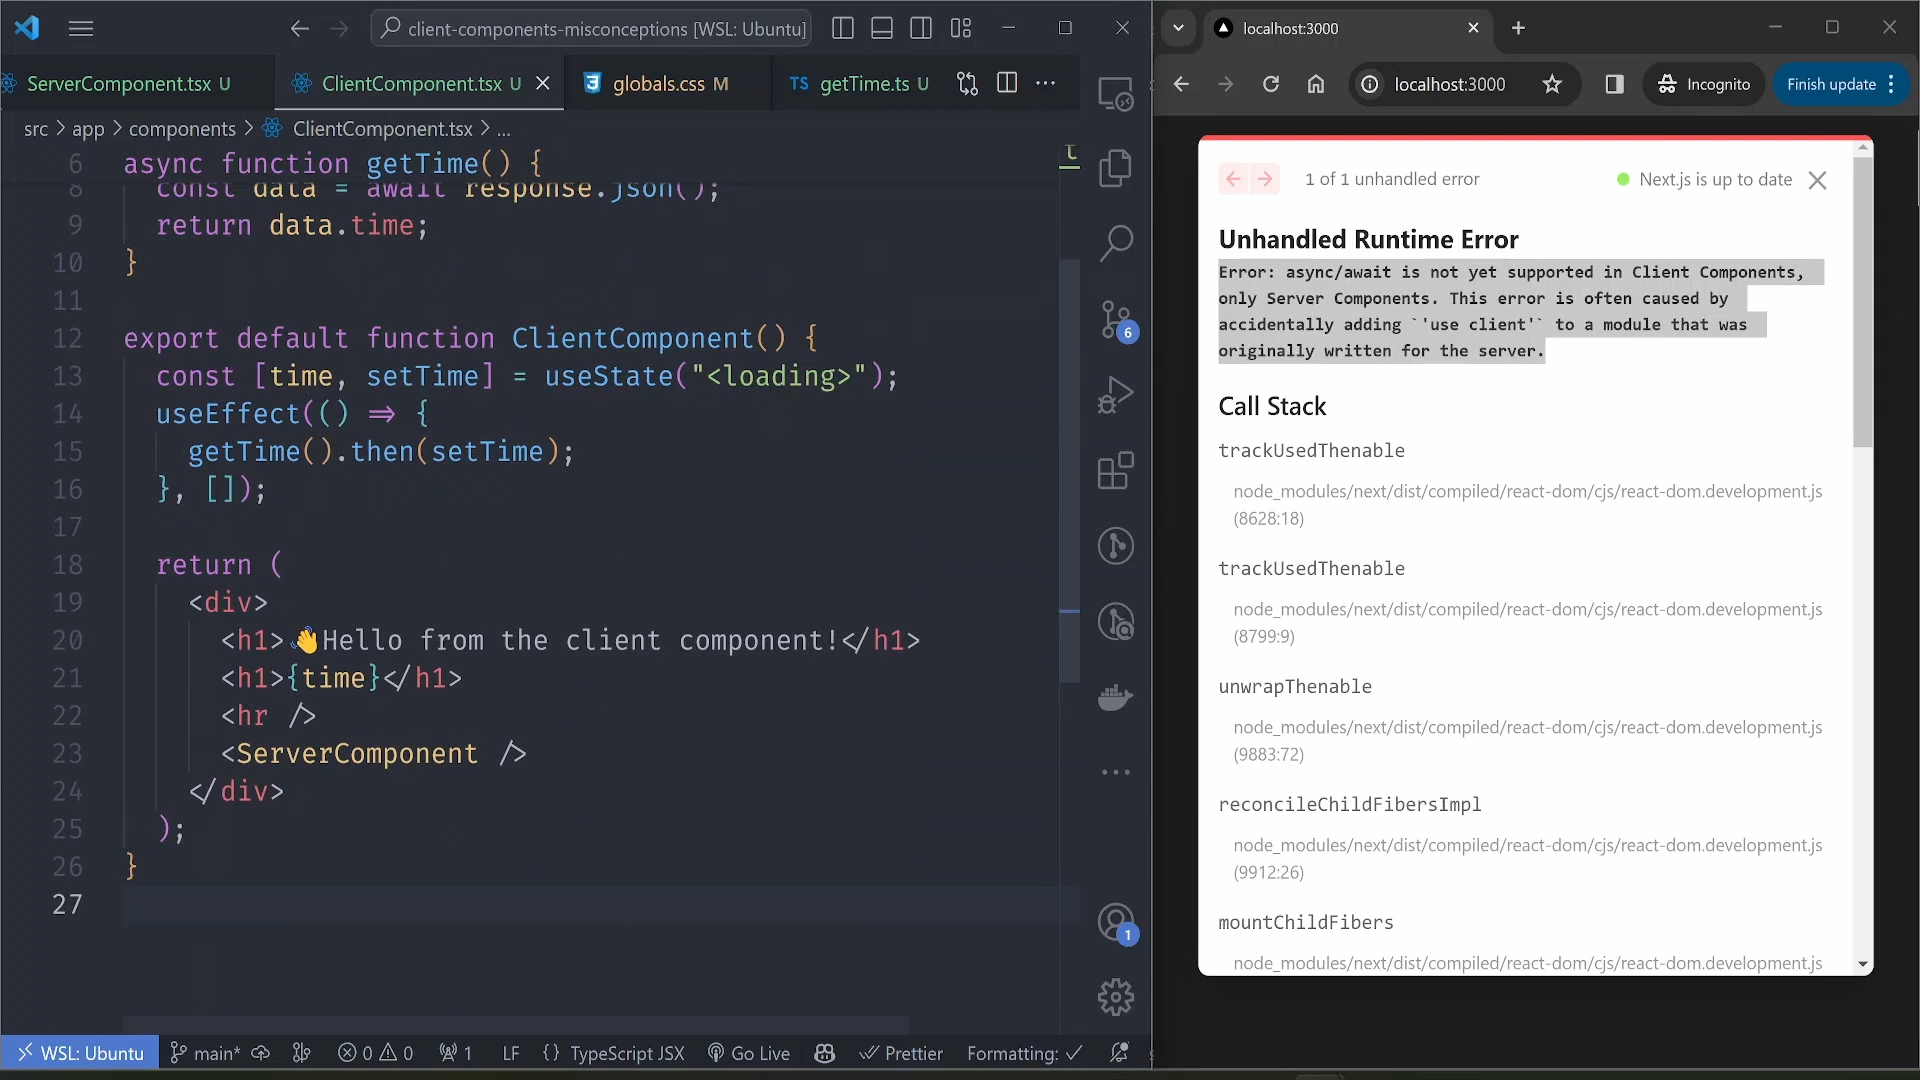 client-components-misconceptions [WSL: Ubuntu]
ServerComponent.tsx U
ClientComponent.tsx U
globals.css M
TS getTime.ts U
src > app > components > ClientComponent.tsx > ...
6 async function getTime() {
8 const data = await response.json();
9 return data.time;
10 }
11
12 export default function ClientComponent() {
13 const [time, setTime] = useState("<loading>");
14 useEffect(() => {
15 getTime().then(setTime);
16 }, []);
17
18 return (
19 <div>
20 <h1>👋Hello from the client component!</h1>
21 <h1>{time}</h1>
22 <hr />
23 <ServerComponent />
24 </div>
25 );
26 }
27
6
1
WSL: Ubuntu
main*
0 0
1
LF
{} TypeScript JSX
Go Live
Prettier
Formatting: ✓
localhost:3000
localhost:3000
Incognito
Finish update
1 of 1 unhandled error
Next.js is up to date
Unhandled Runtime Error
Error: async/await is not yet supported in Client Components,
only Server Components. This error is often caused by
accidentally adding `'use client'` to a module that was
originally written for the server.
Call Stack
trackUsedThenable
node_modules/next/dist/compiled/react-dom/cjs/react-dom.development.js
(8628:18)
trackUsedThenable
node_modules/next/dist/compiled/react-dom/cjs/react-dom.development.js
(8799:9)
unwrapThenable
node_modules/next/dist/compiled/react-dom/cjs/react-dom.development.js
(9883:72)
reconcileChildFibersImpl
node_modules/next/dist/compiled/react-dom/cjs/react-dom.development.js
(9912:26)
mountChildFibers
node_modules/next/dist/compiled/react-dom/cjs/react-dom.development.js